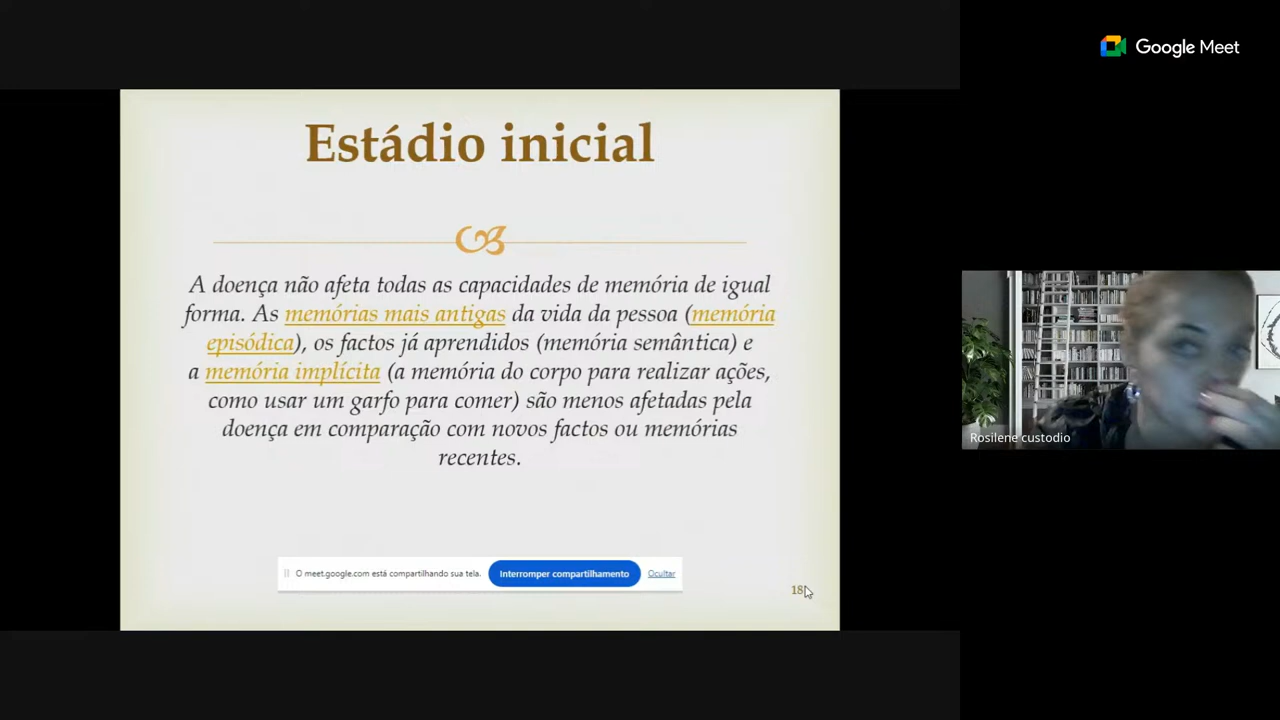 Google Meet
Estádio inicial
A doença não afeta todas as capacidades de memória de igual
forma. As memórias mais antigas da vida da pessoa (memória
episódica), os factos já aprendidos (memória semântica) e
a memória implícita (a memória do corpo para realizar ações,
como usar um garfo para comer) são menos afetadas pela
doença em comparação com novos factos ou memórias
recentes.
Rosilene custodio
O meet.google.com está compartilhando sua tela.
Interromper compartilhamento
Ocultar
18